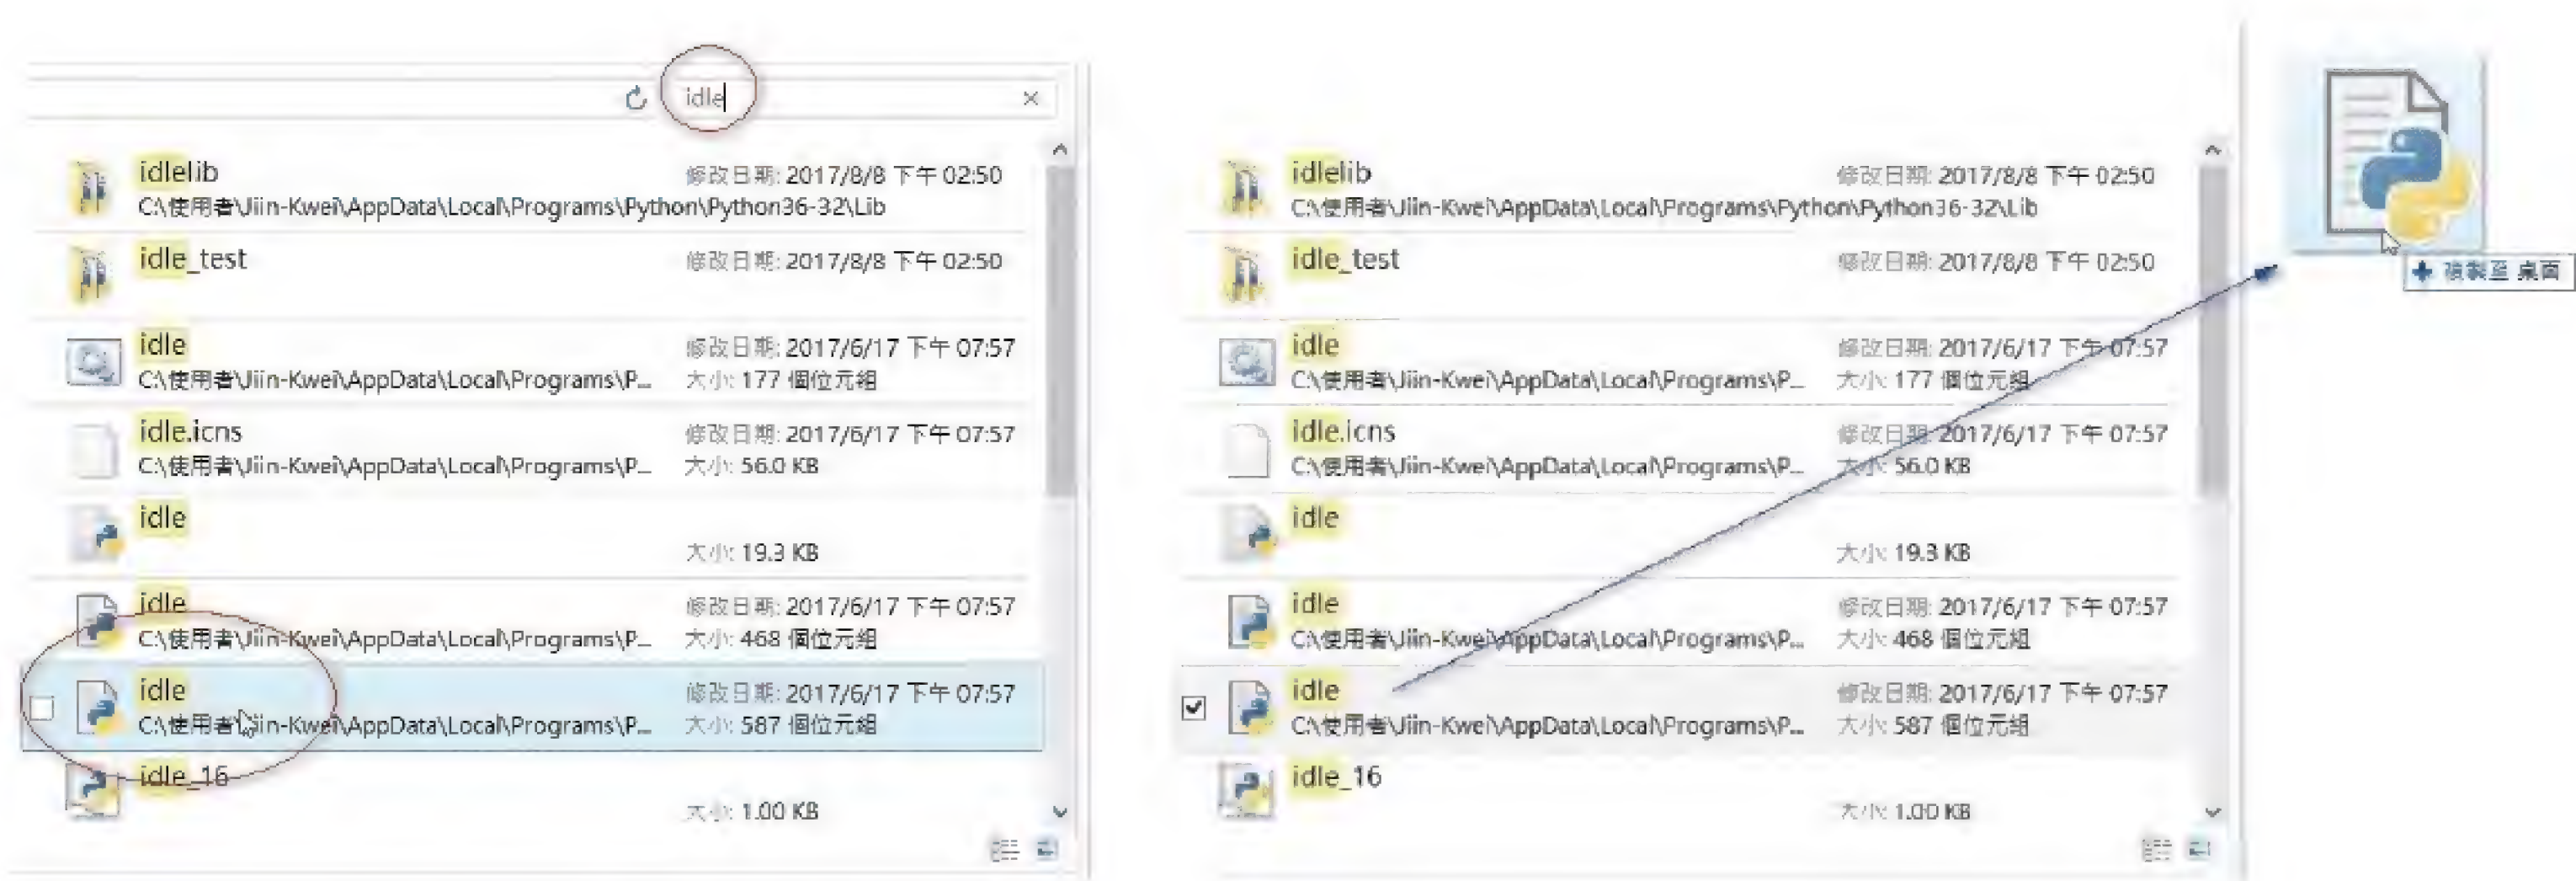 idle
idlelib
修改日期: 2017/8/8 下午 02:50
C:\使用者\Jiin-Kwei\AppData\Local\Programs\Python\Python36-32\Lib
idle_test
修改日期: 2017/8/8 下午 02:50
idle
修改日期: 2017/6/17 下午 07:57
C:\使用者\Jiin-Kwei\AppData\Local\Programs\P...
大小: 177 個位元組
idle.icns
修改日期: 2017/6/17 下午 07:57
C:\使用者\Jiin-Kwei\AppData\Local\Programs\P...
大小: 56.0 KB
idle
大小: 19.3 KB
idle
修改日期: 2017/6/17 下午 07:57
C:\使用者\Jiin-Kwei\AppData\Local\Programs\P...
大小: 468 個位元組
idle
修改日期: 2017/6/17 下午 07:57
C:\使用者\Jiin-Kwei\AppData\Local\Programs\P...
大小: 587 個位元組
idle_16
大小: 1.00 KB
idlelib
修改日期: 2017/8/8 下午 02:50
C:\使用者\Jiin-Kwei\AppData\Local\Programs\Python\Python36-32\Lib
idle_test
修改日期: 2017/8/8 下午 02:50
idle
修改日期: 2017/6/17 下午 07:57
C:\使用者\Jiin-Kwei\AppData\Local\Programs\P...
大小: 177 個位元組
idle.icns
修改日期: 2017/6/17 下午 07:57
C:\使用者\Jiin-Kwei\AppData\Local\Programs\P...
大小: 56.0 KB
idle
大小: 19.3 KB
idle
修改日期: 2017/6/17 下午 07:57
C:\使用者\Jiin-Kwei\AppData\Local\Programs\P...
大小: 468 個位元組
idle
修改日期: 2017/6/17 下午 07:57
C:\使用者\Jiin-Kwei\AppData\Local\Programs\P...
大小: 587 個位元組
idle_16
大小: 1.00 KB
複製至 桌面